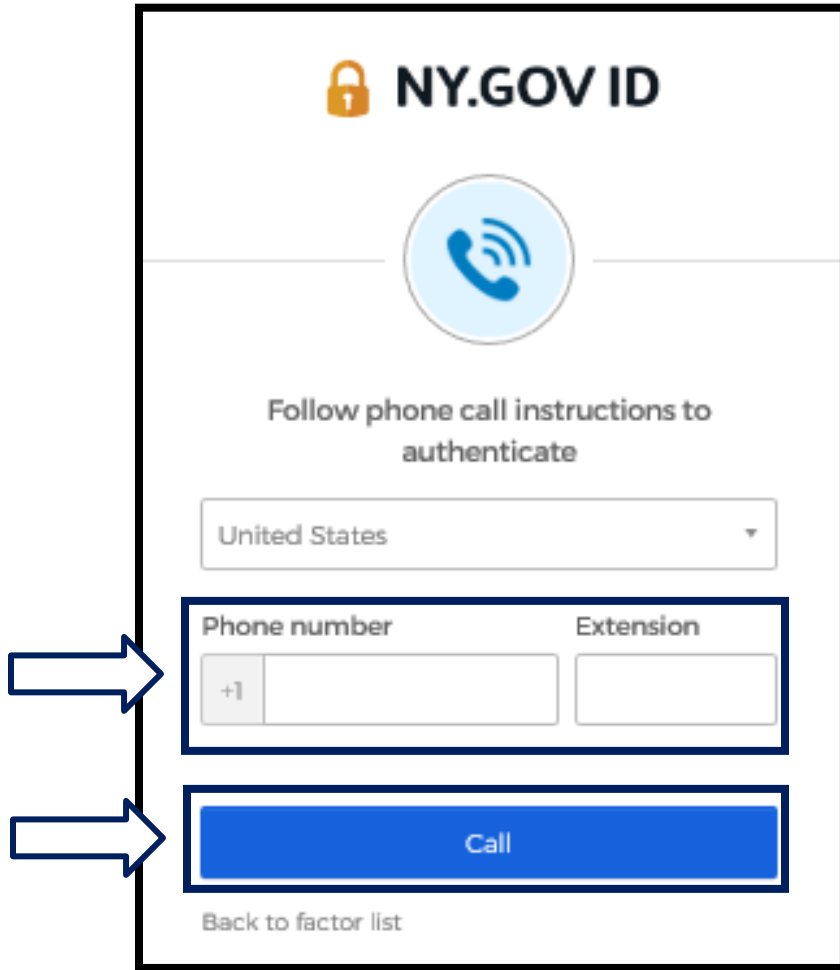 NY.GOV ID
Follow phone call instructions to
authenticate
United States
Phone number Extension
+1
Call
Back to factor list